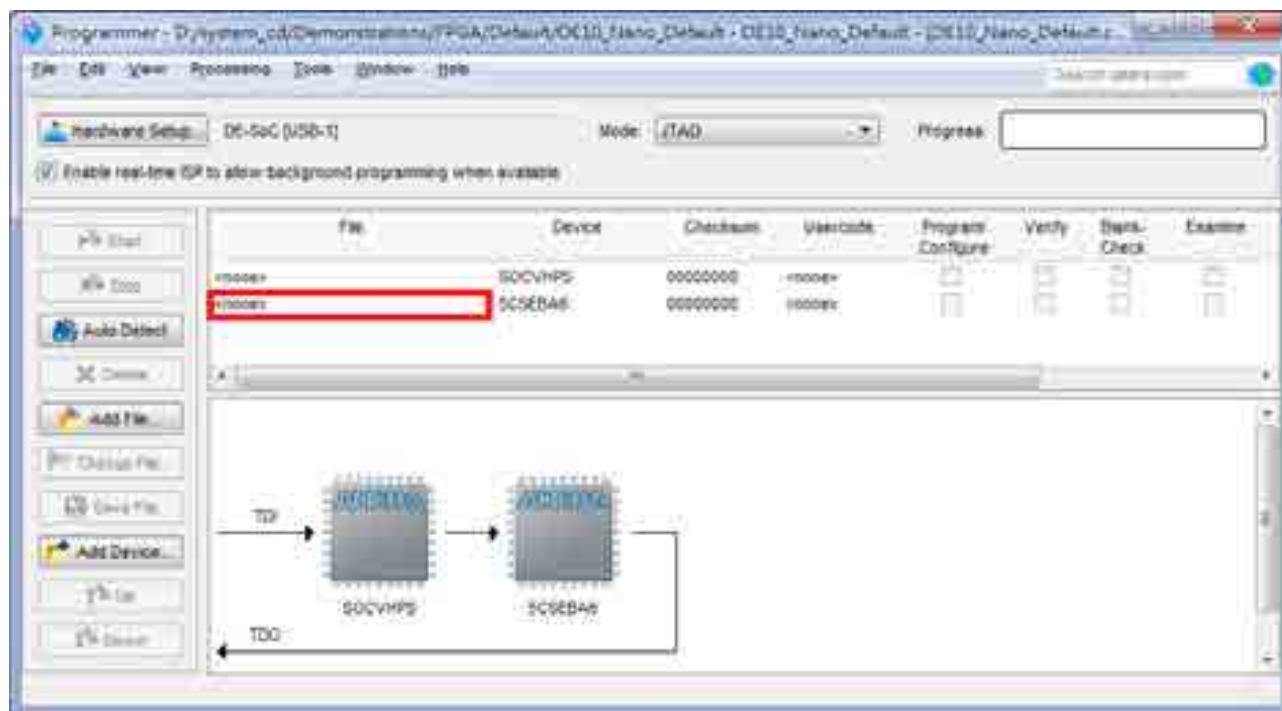 Programmer - D:/system_cd/Demonstrations/FPGA/Default/DE10_Nano_Default - DE10_Nano_Default - [DE10_Nano_Default.c
File Edit View Processing Tools Window Help
Search altera.com
Hardware Setup... DE-SoC [USB-1] Mode: JTAG Progress:
Enable real-time ISP to allow background programming when available
File Device Checksum Usercode Program/ Configure Verify Blank- Check Examine
<none> SOCVHPS 00000000 <none>
<none> 5CSEBA6 00000000 <none>
Start
Stop
Auto Detect
Delete
Add File...
Change File...
Save File
Add Device...
Up
Down
TDI
SOCVHPS 5CSEBA6
TDO